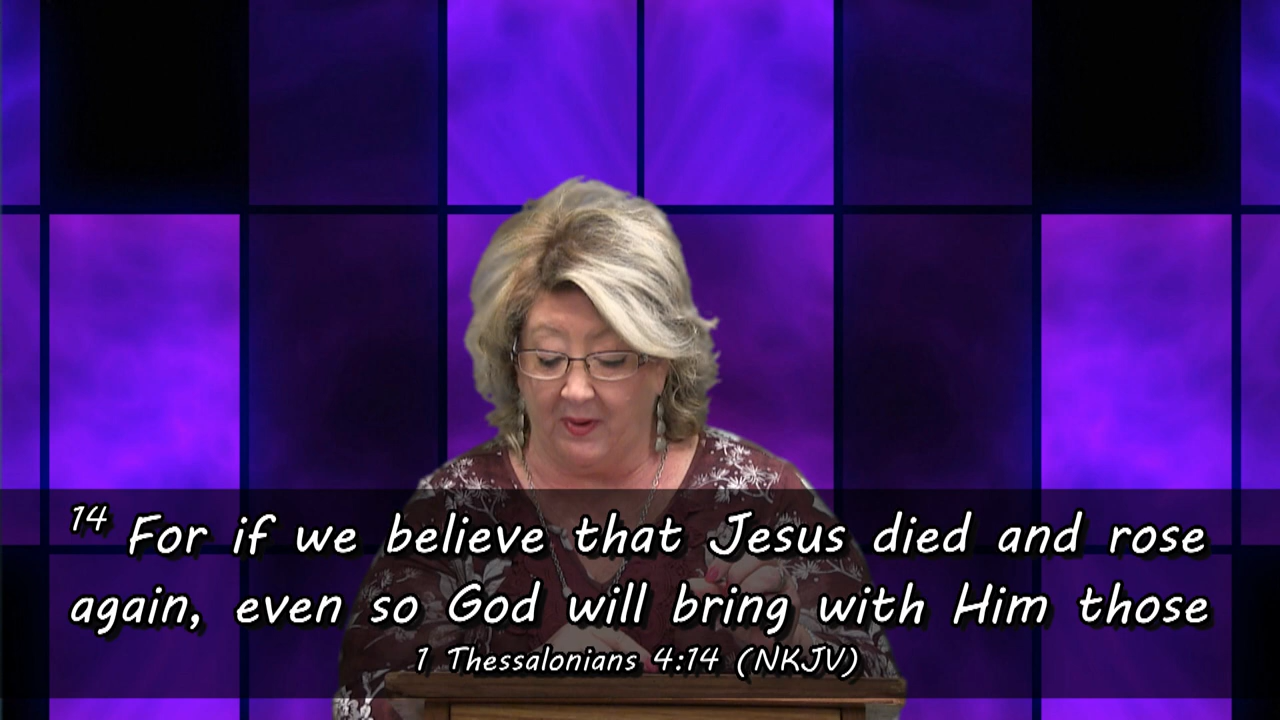 14 For if we believe that Jesus died and rose
again, even so God will bring with Him those
1 Thessalonians 4:14 (NKJV)